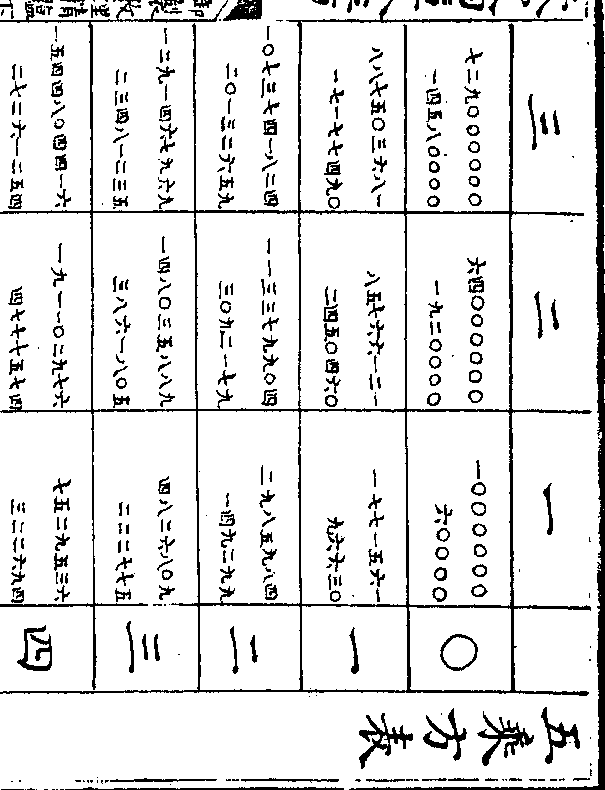 五乘方表
一
二
三
〇
一〇〇〇〇〇〇
六〇〇〇〇
六四〇〇〇〇〇〇
一九二〇〇〇〇
七二九〇〇〇〇〇〇
一四五八〇〇〇〇
一
一七七一五六一
九六六三〇
八五七六六一二一
二四五〇四六〇
八八七五〇三六八一
一七一七七四九〇
二
二九八五九八四
一四九二九九
一一三三七九九〇四
三〇九二一七九
一〇七三七四一八二四
二〇一三二六五九
三
四八二六八〇九
二二二七七五
一四八〇三五八八九
三八六一八〇五
一二九一四六七九六九
二三四八一二三五
四
七五二九五三六
三二二六九四
一九一一〇二九七六
四七七七五七四
一五四四八〇四四一六
二七二六一二五四